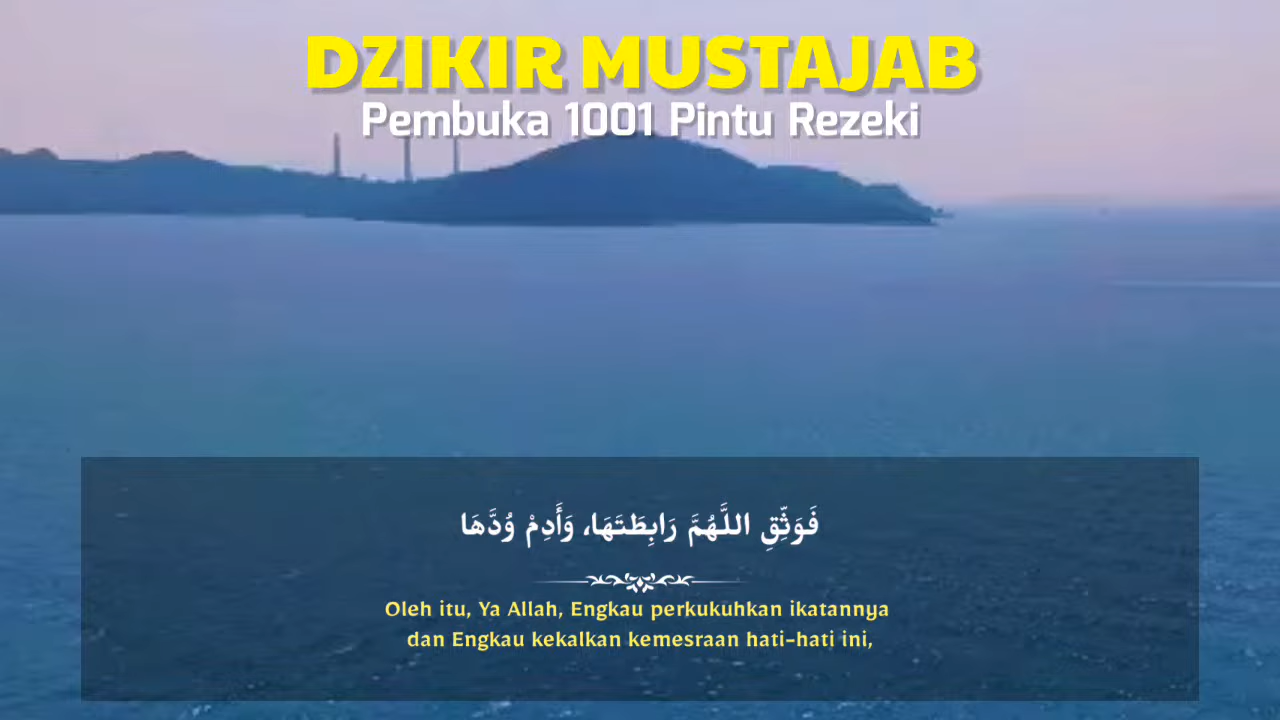 DZIKIR MUSTAJAB
Pembuka 1001 Pintu Rezeki
فَوَثِّقِ اللَّهُمَّ رَابِطَتَهَا، وَأَدِمْ وُدَّهَا
Oleh itu, Ya Allah, Engkau perkukuhkan ikatannya
dan Engkau kekalkan kemesraan hati-hati ini,